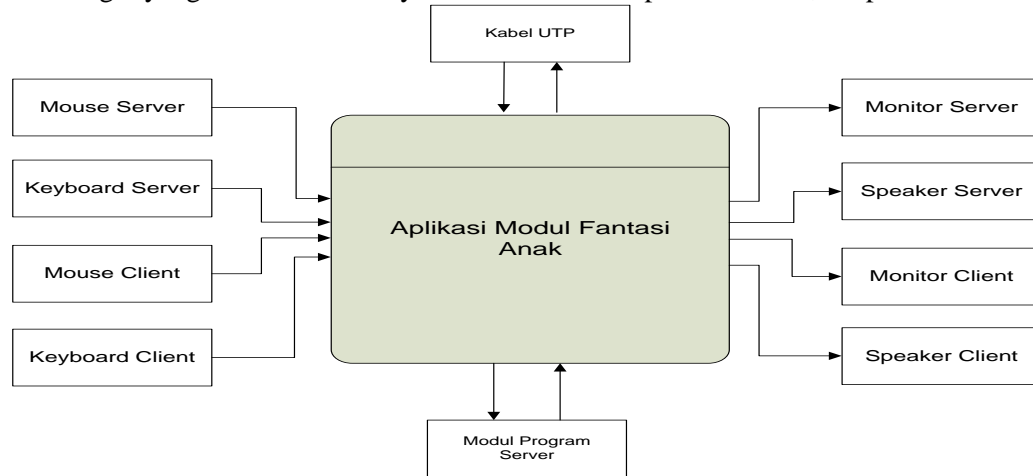 Kabel UTP
Mouse Server
Monitor Server
Keyboard Server
Speaker Server
Aplikasi Modul Fantasi
Anak
Mouse Client
Monitor Client
Keyboard Client
Speaker Client
Modul Program
Server